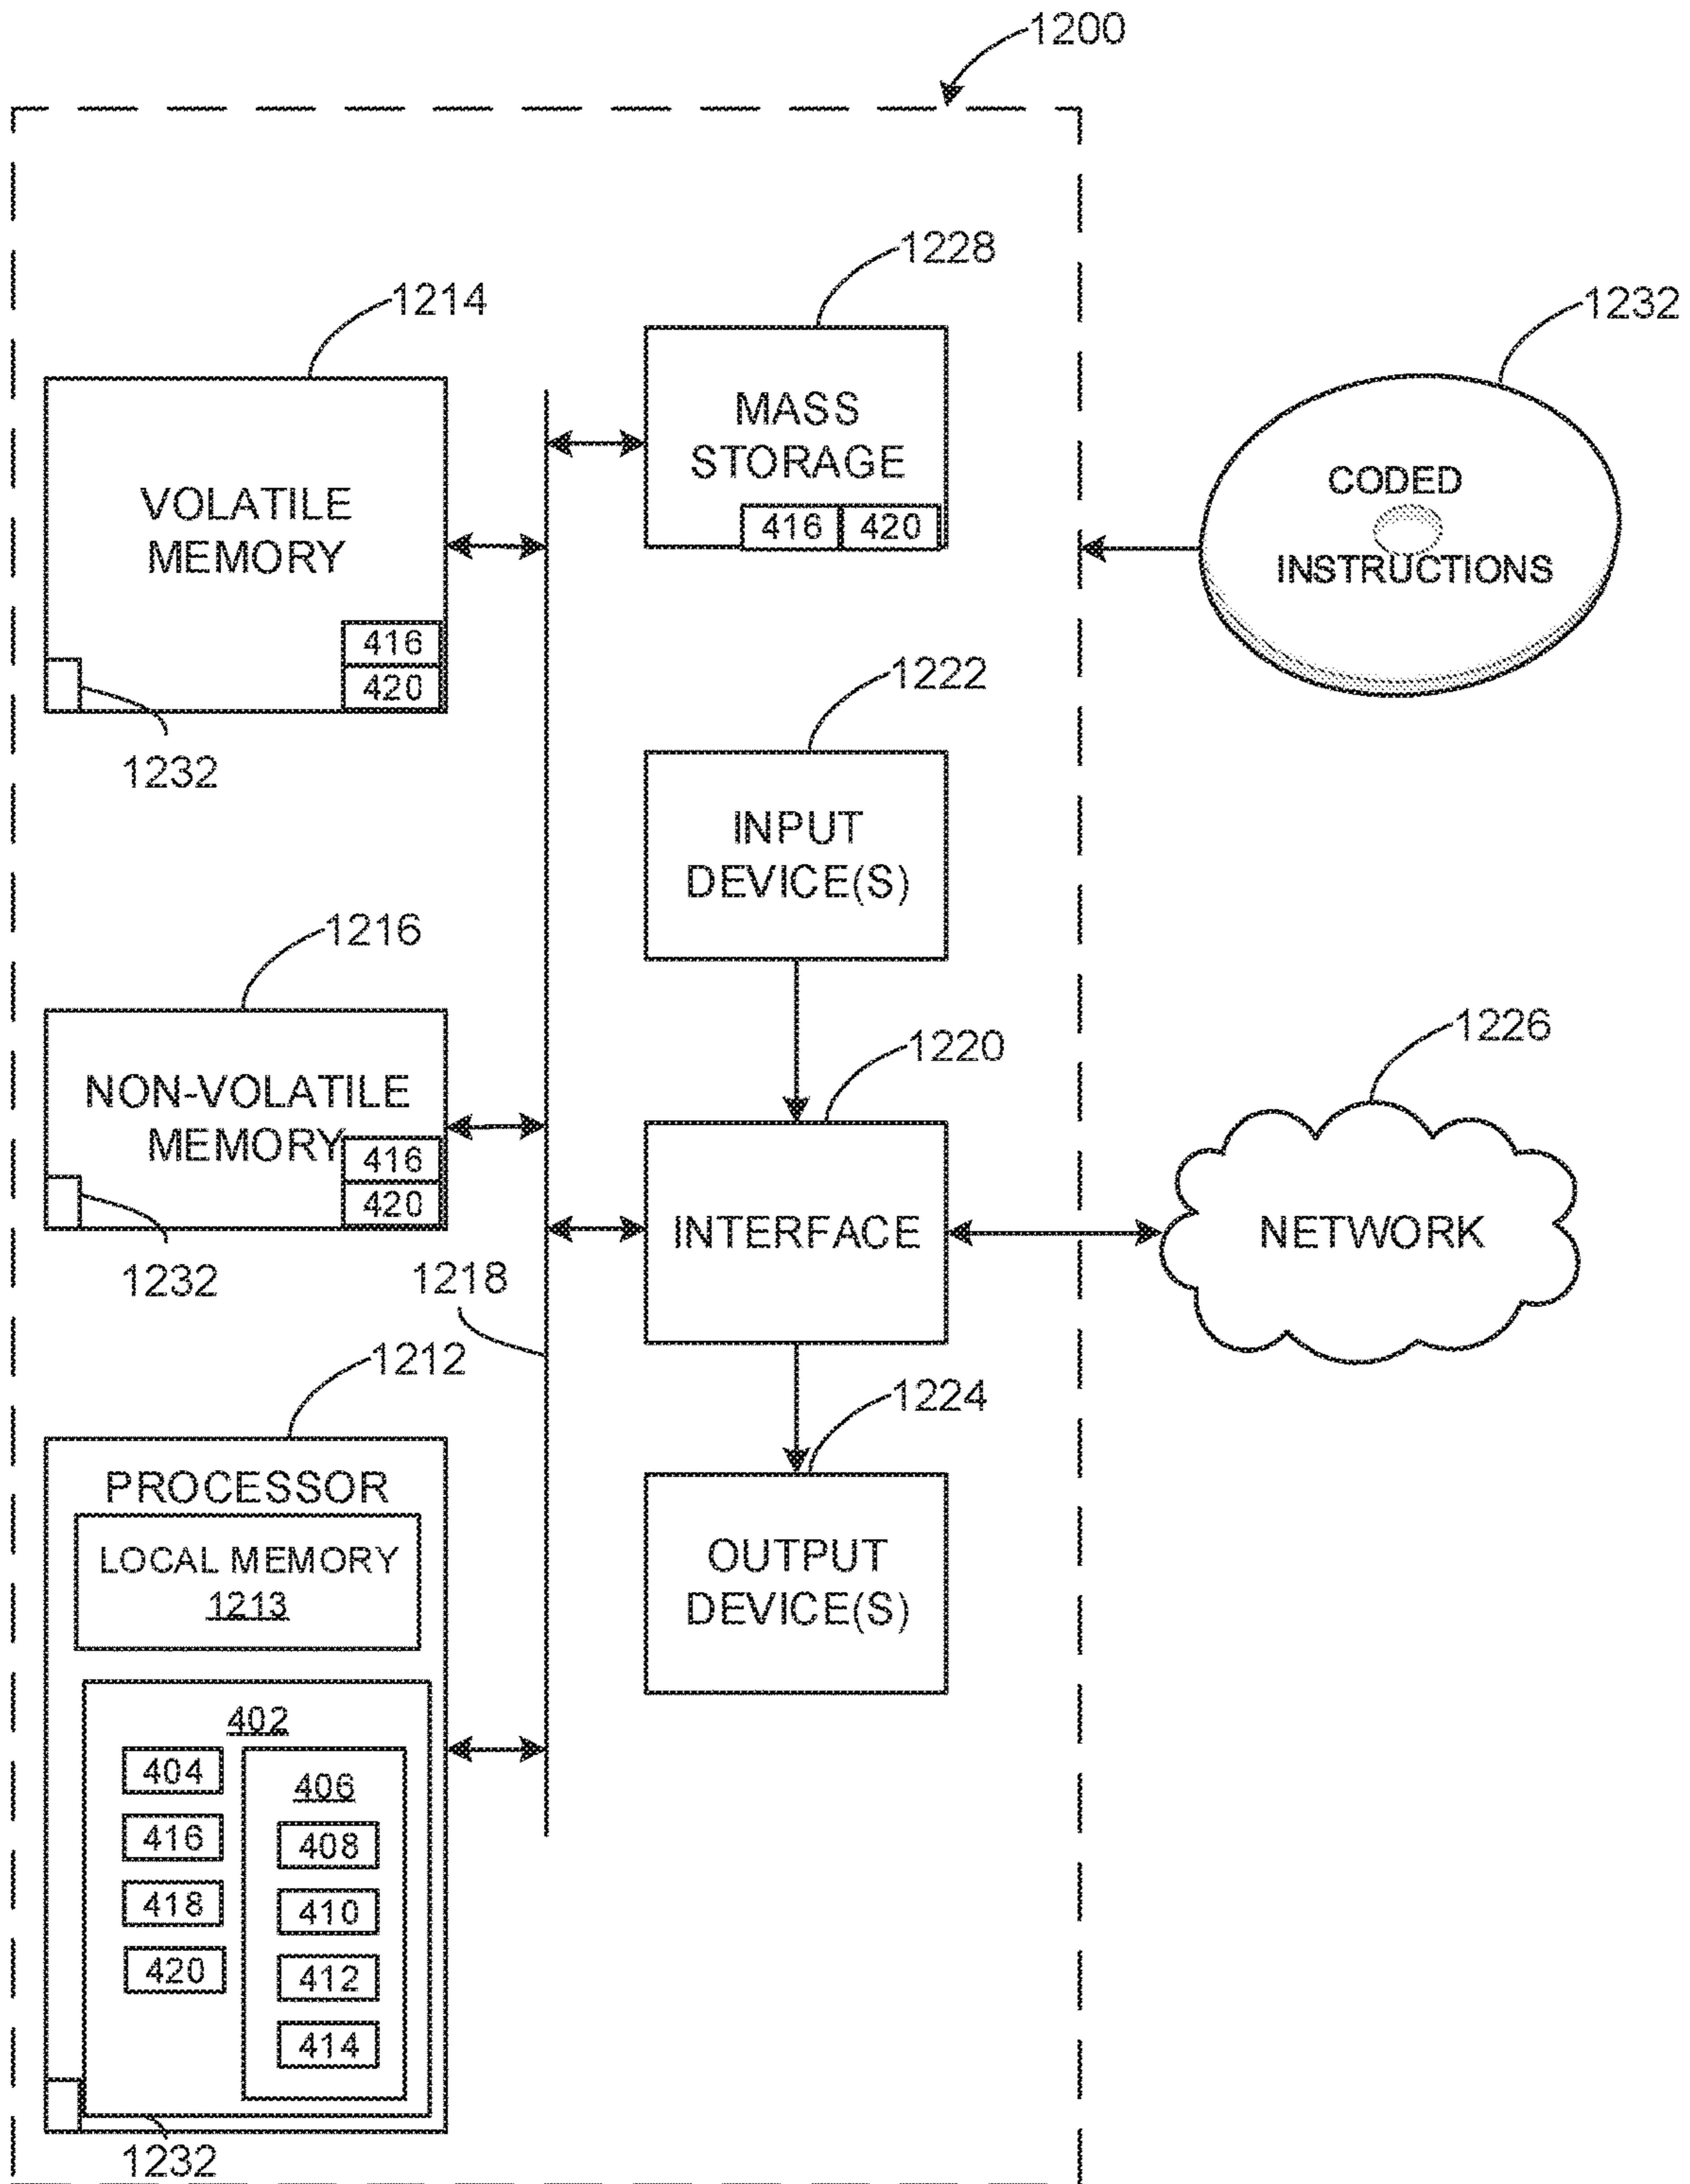 1200
1228
1214
1232
MASS
STORAGE
416 420
VOLATILE
MEMORY
416
420
1232
CODED
INSTRUCTIONS
1222
INPUT
DEVICE(S)
1216
NON-VOLATILE
MEMORY
416
420
1232
1220
INTERFACE
1226
NETWORK
1218
1212
PROCESSOR
LOCAL MEMORY
1213
402
404
416
418
420
406
408
410
412
414
1232
1224
OUTPUT
DEVICE(S)